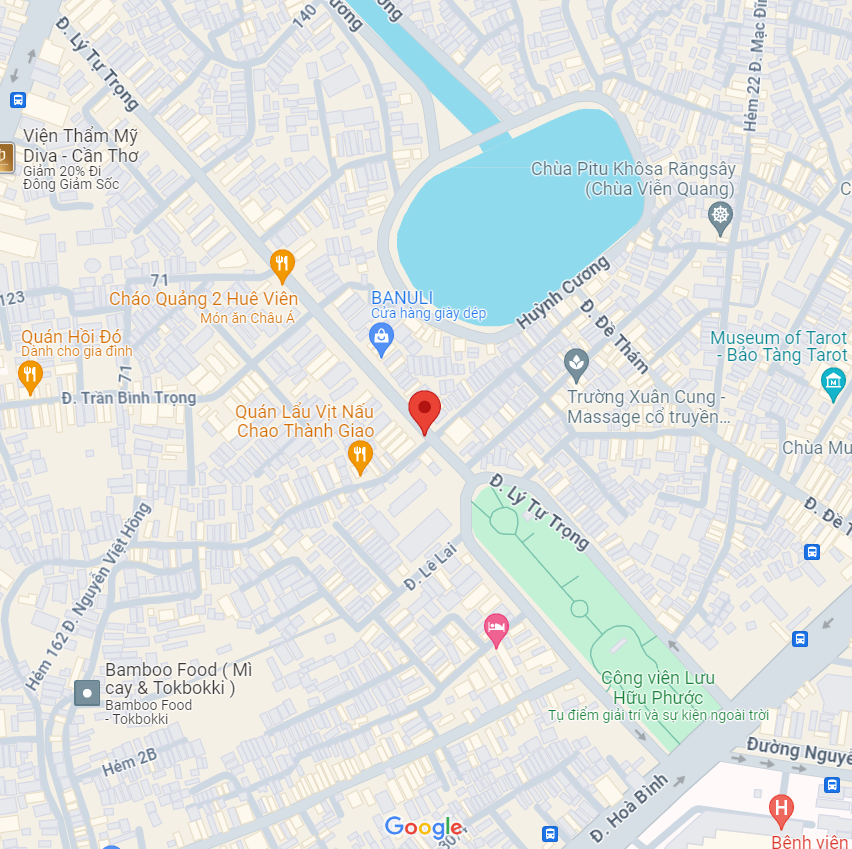 ương
ơng
140
Đ. Lý Tự Trọng
Hẻm 22 Đ. Mạc Đĩn
Viện Thẩm Mỹ
Diva - Cần Thơ
Giảm 20% Đi
Đông Giảm Sốc
Chùa Pitu Khôsa Răngsây
(Chùa Viễn Quang)
C
71
123
Cháo Quảng 2 Huê Viên
Món ăn Châu Á
BANULI
Cửa hàng giày dép
Huỳnh Cương
Đ. Đề Thám
Quán Hồi Đó
Dành cho gia đình
71
Đ. Trần Bình Trọng
Museum of Tarot
- Bảo Tàng Tarot
Trường Xuân Cung -
Massage cổ truyền…
Quán Lẩu Vịt Nấu
Chao Thành Giao
Chùa Mu
Đ. Lý Tự Trọng
Đ. Đề T
Hẻm 162 Đ. Nguyễn Việt Hồng
Đ. Lê Lai
Bamboo Food ( Mì
cay & Tokbokki )
Bamboo Food
- Tokbokki
Công viên Lưu
Hữu Phước
Tụ điểm giải trí và sự kiện ngoài trời
Hẻm 2B
Đường Nguyễ
Đ. Hoà Bình
H
Google
Bệnh viện